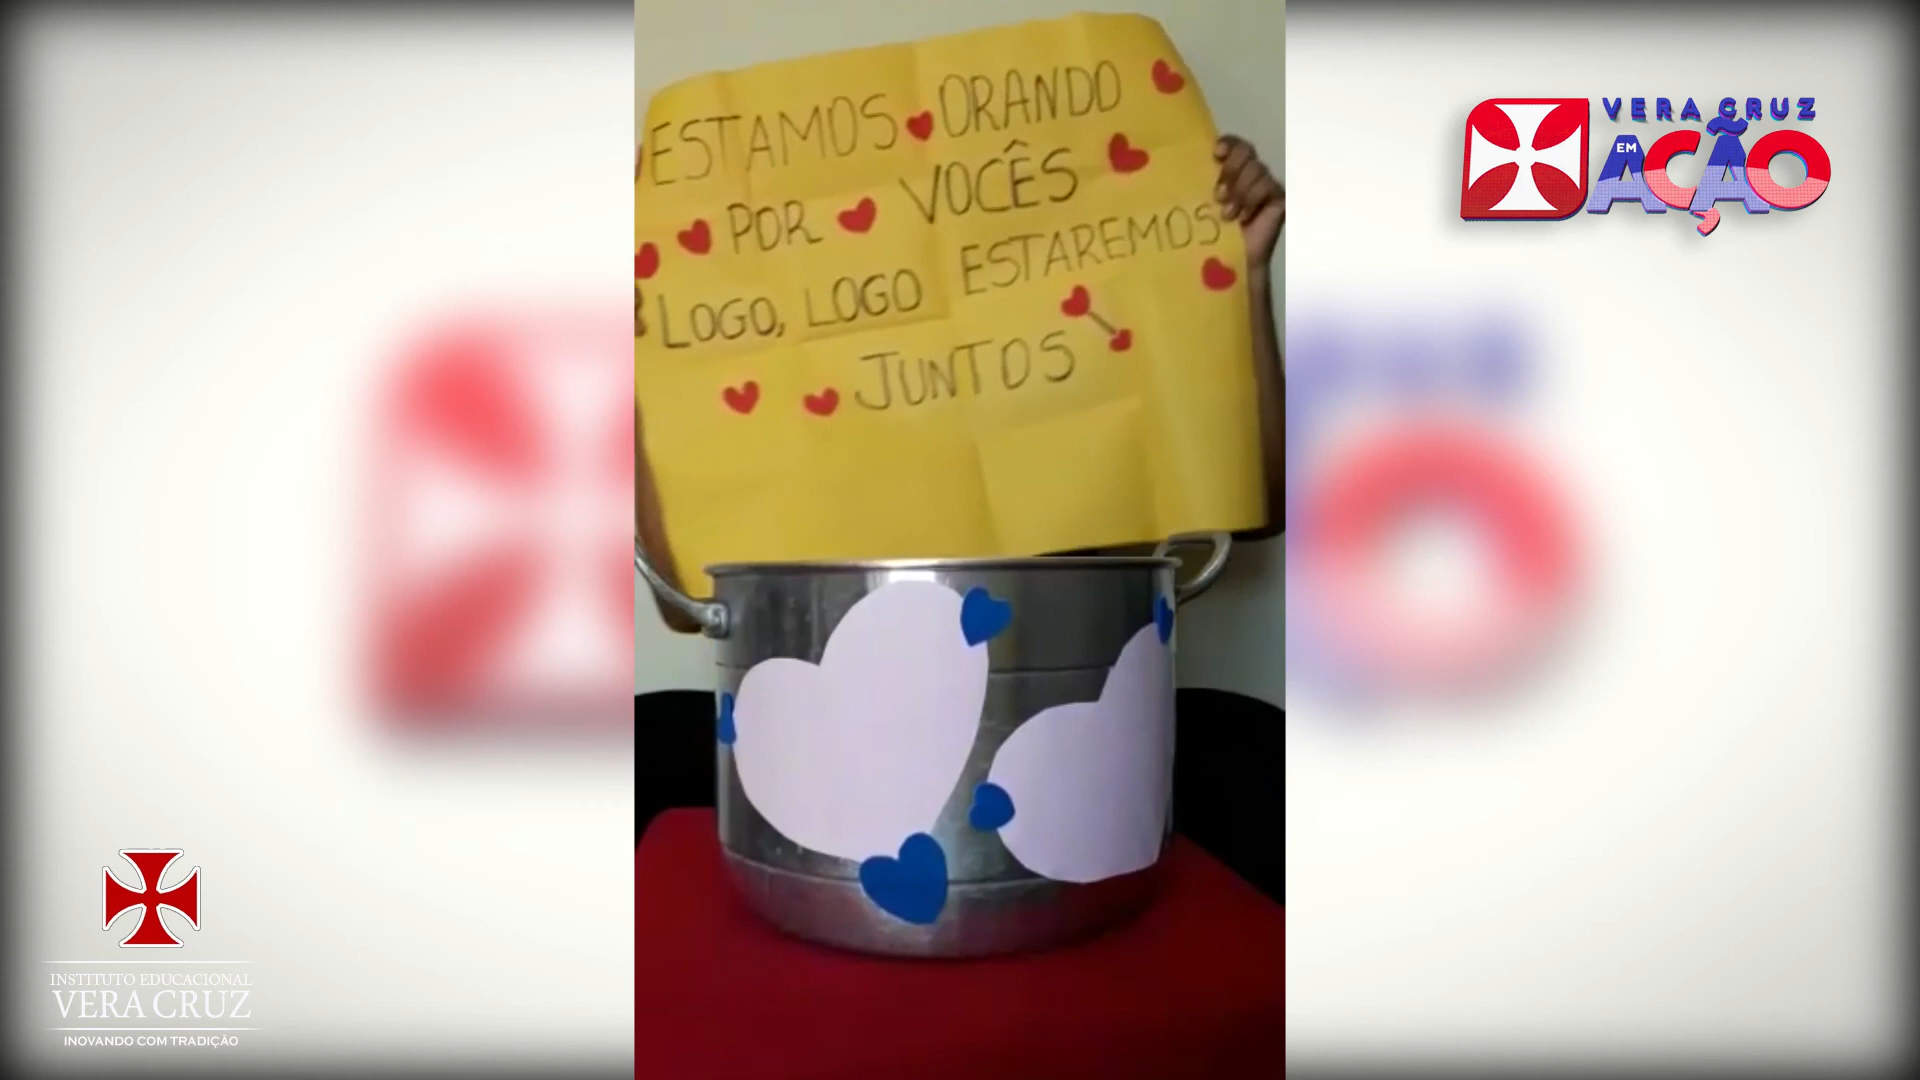 ESTAMOS ORANDO
POR VOCÊS
LOGO, LOGO ESTAREMOS
JUNTOS
VERA CRUZ
EM
AÇÃO
INSTITUTO EDUCACIONAL
VERA CRUZ
INOVANDO COM TRADIÇÃO